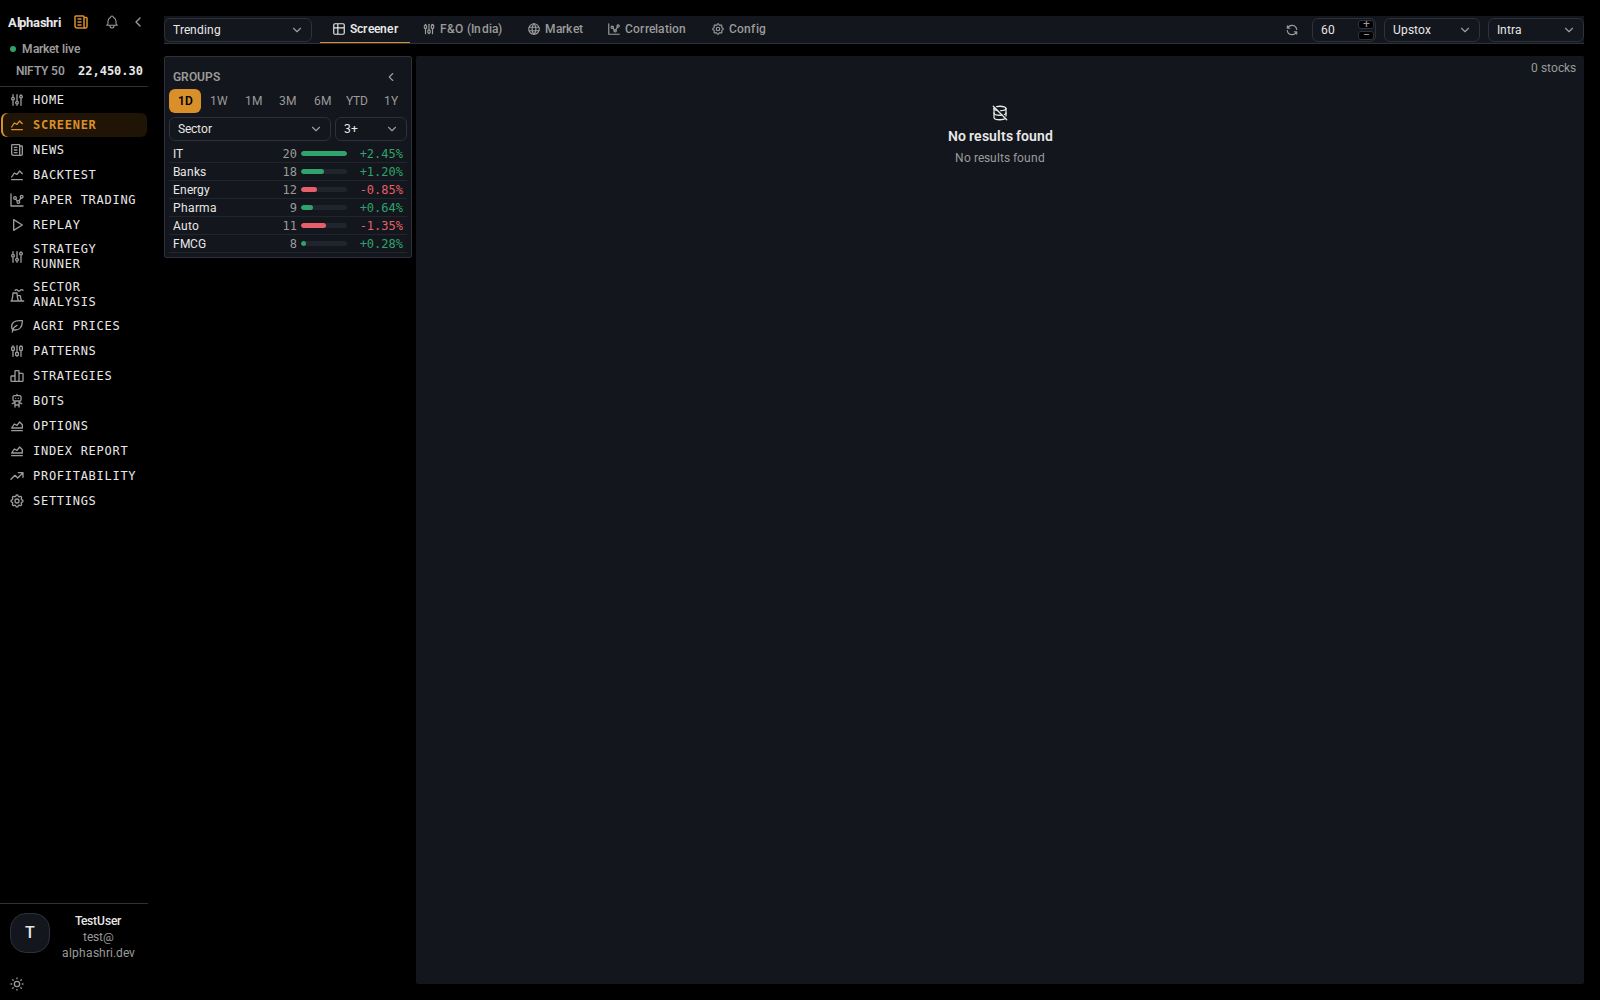 Alphashri
Market live
NIFTY 50 22,450.30
HOME
SCREENER
NEWS
BACKTEST
PAPER TRADING
REPLAY
STRATEGY
RUNNER
SECTOR
ANALYSIS
AGRI PRICES
PATTERNS
STRATEGIES
BOTS
OPTIONS
INDEX REPORT
PROFITABILITY
SETTINGS
T
TestUser
test@
alphashri.dev
Trending Screener F&O (India) Market Correlation Config 60 + − Upstox Intra
GROUPS
1D 1W 1M 3M 6M YTD 1Y
Sector 3+
IT 20 +2.45%
Banks 18 +1.20%
Energy 12 -0.85%
Pharma 9 +0.64%
Auto 11 -1.35%
FMCG 8 +0.28%
0 stocks
No results found
No results found